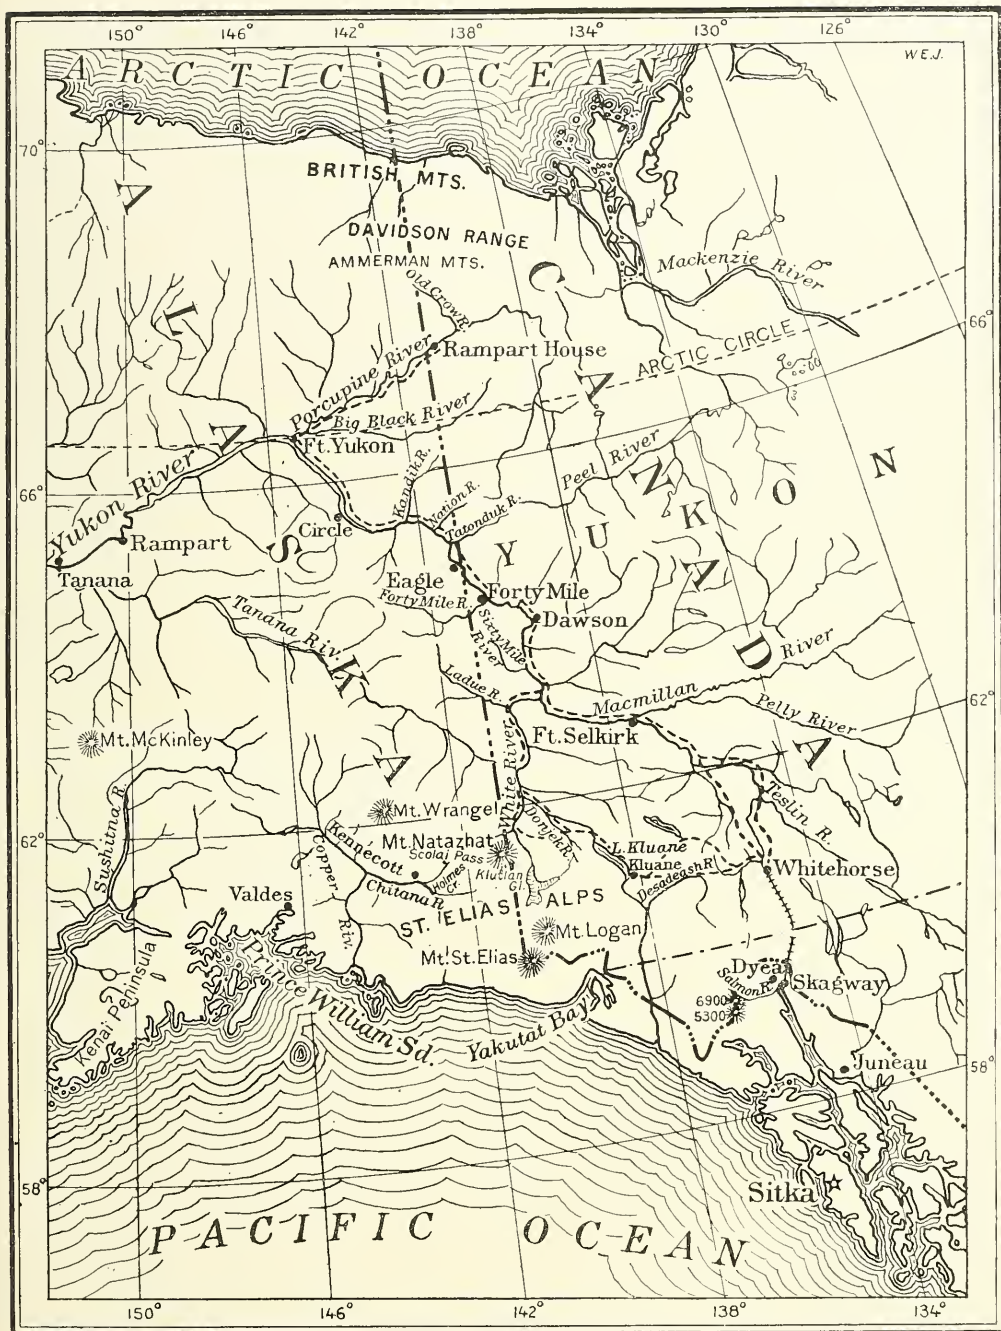 150° 146° 142° 138° 134° 130° 126°
W.E.J.
ARCTIC OCEAN
70°
BRITISH MTS.
DAVIDSON RANGE
AMMERMAN MTS.
Old Crow R.
Mackenzie River
ALASKA
CANADA
YUKON
66°
ARCTIC CIRCLE
Rampart House
Porcupine River
Big Black River
Ft. Yukon
Yukon River
Kandik R.
Nation R.
Tatonduk R.
Peel River
66°
Circle
Rampart
Tanana
Eagle
Forty Mile
Forty Mile R.
Dawson
Sixty Mile
River
Tanana Riv.
Ladue R.
Macmillan River
62°
Pelly River
Ft. Selkirk
Mt. McKinley
White River
Teslin R.
Sushitna R.
Mt. Wrangel
62°
Kennecott
Mt. Natazhat
Scolai Pass
Donjek R.
L. Kluane
Kluane
Desadeash R.
Whitehorse
Copper
Riv.
Chitana R
Holmes
Cr.
Klutlan
Gl.
Valdes
ST. ELIAS ALPS
Mt. Logan
Mt. St. Elias
Dyea
Skagway
Salmon R.
6900
5300
Kenai Peninsula
Prince William Sd.
Yakutat Bay
Juneau
58°
58°
Sitka
PACIFIC OCEAN
150° 146° 142° 138° 134°